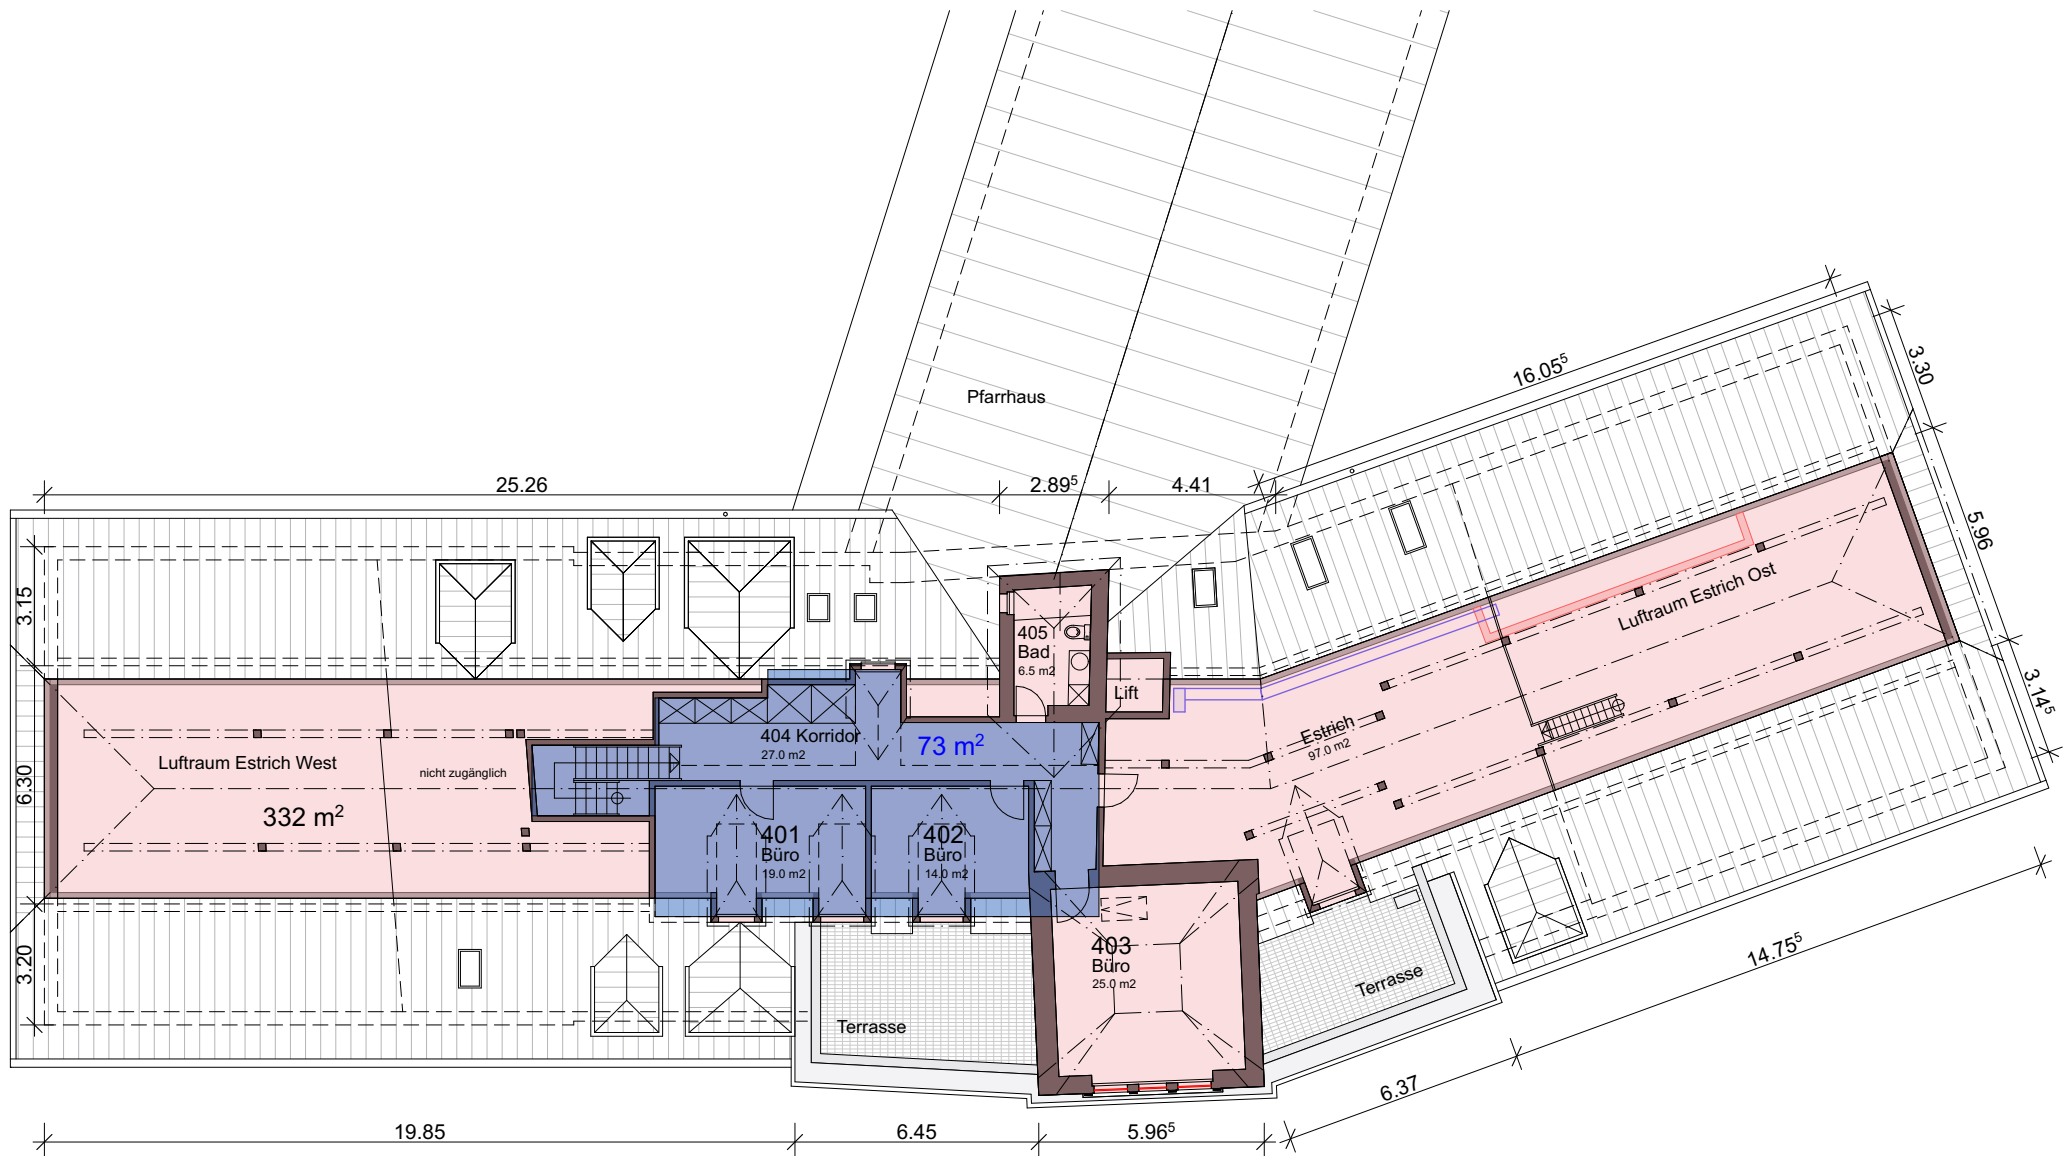 Pfarrhaus
16.05⁵
3.30
25.26
2.89⁵
4.41
5.96
3.15
405
Bad
6.5 m2
Lift
Luftraum Estrich Ost
3.14⁵
404 Korridor
27.0 m2
73 m²
Estrich
97.0 m2
Luftraum Estrich West
nicht zugänglich
6.30
332 m²
401
Büro
19.0 m2
402
Büro
14.0 m2
403
Büro
25.0 m2
3.20
Terrasse
Terrasse
14.75⁵
6.37
19.85
6.45
5.96⁵